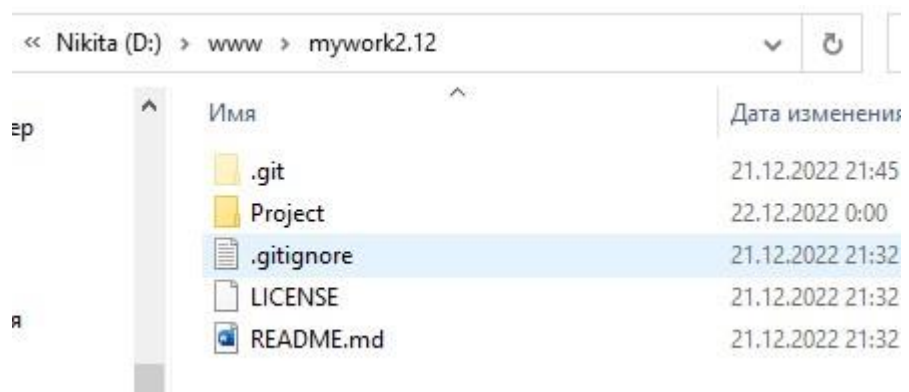 « Nikita (D:) > www > mywork2.12
ер
Имя
Дата изменения
.git
21.12.2022 21:45
Project
22.12.2022 0:00
.gitignore
21.12.2022 21:32
LICENSE
21.12.2022 21:32
я
README.md
21.12.2022 21:32